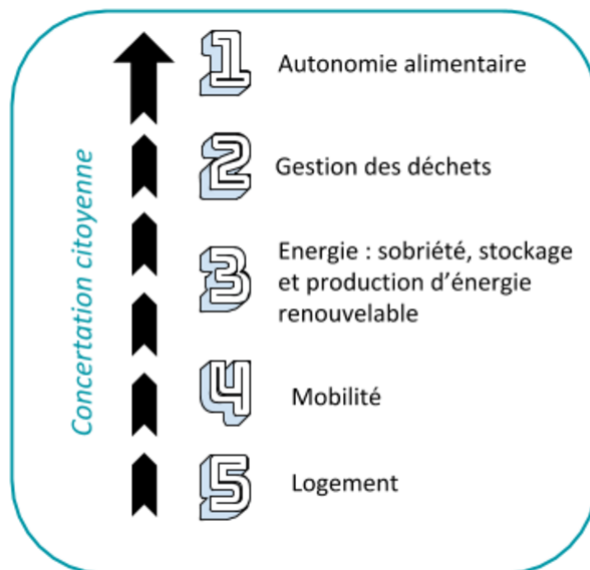 Concertation citoyenne
1 Autonomie alimentaire
2 Gestion des déchets
3 Energie : sobriété, stockage
et production d'énergie
renouvelable
4 Mobilité
5 Logement